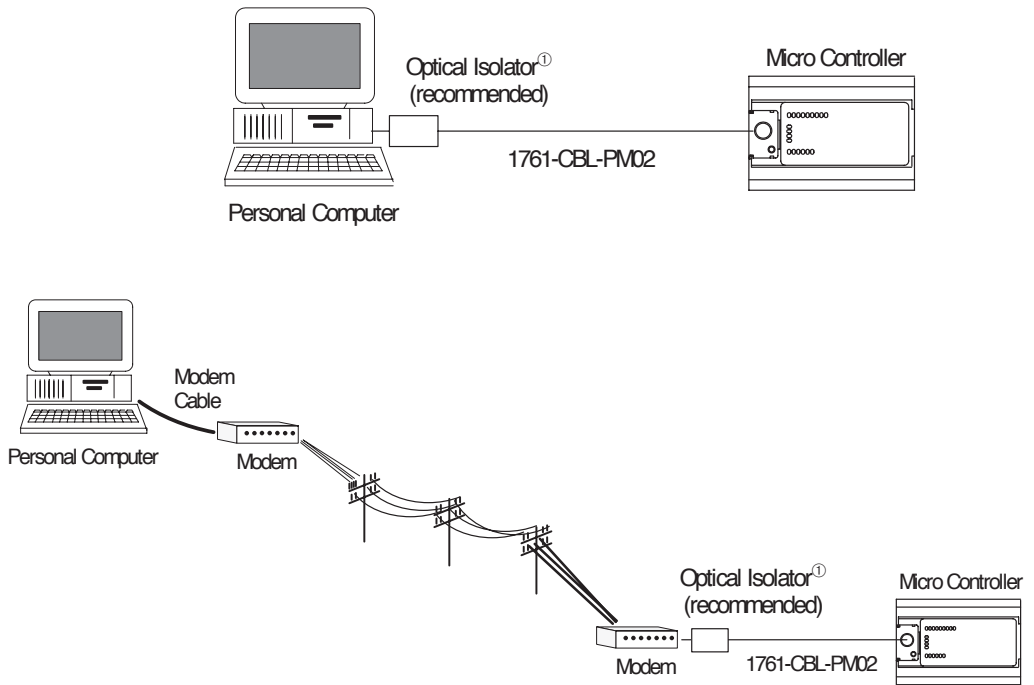 Optical Isolator①
(recommended)
Micro Controller
1761-CBL-PM02
Personal Computer
Modem
Cable
Personal Computer
Modem
Optical Isolator①
(recommended)
Micro Controller
Modem
1761-CBL-PM02